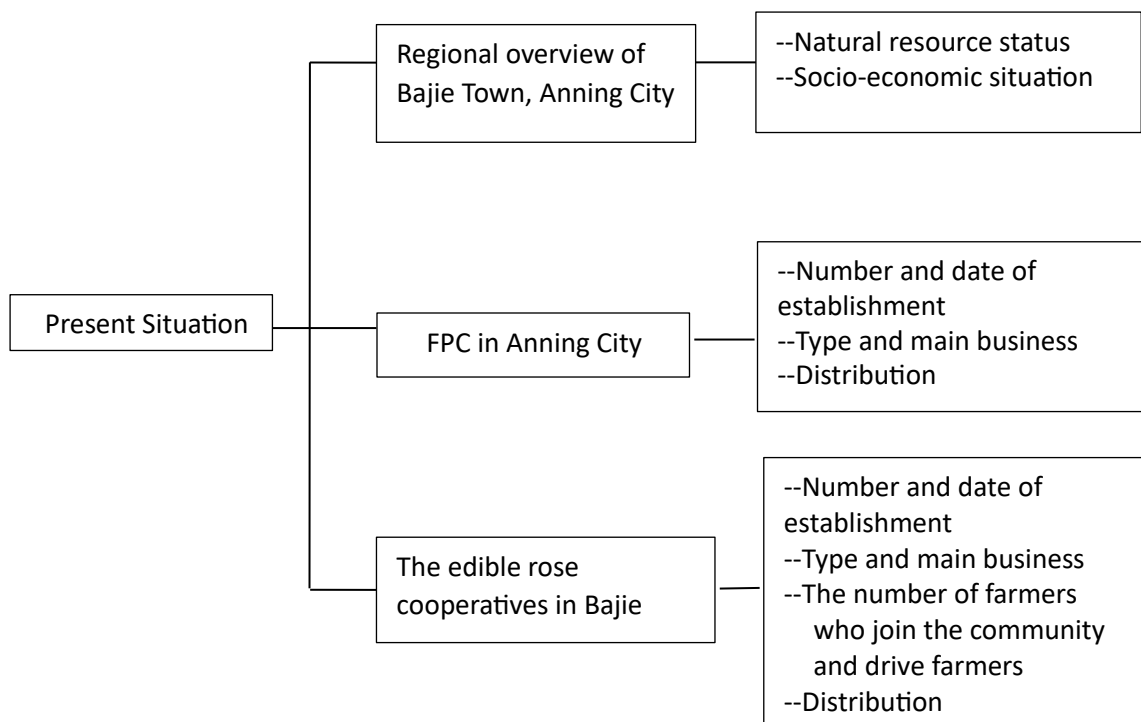 Present Situation
Regional overview of
Bajie Town, Anning City
--Natural resource status
--Socio-economic situation
FPC in Anning City
--Number and date of
establishment
--Type and main business
--Distribution
The edible rose
cooperatives in Bajie
--Number and date of
establishment
--Type and main business
--The number of farmers
who join the community
and drive farmers
--Distribution